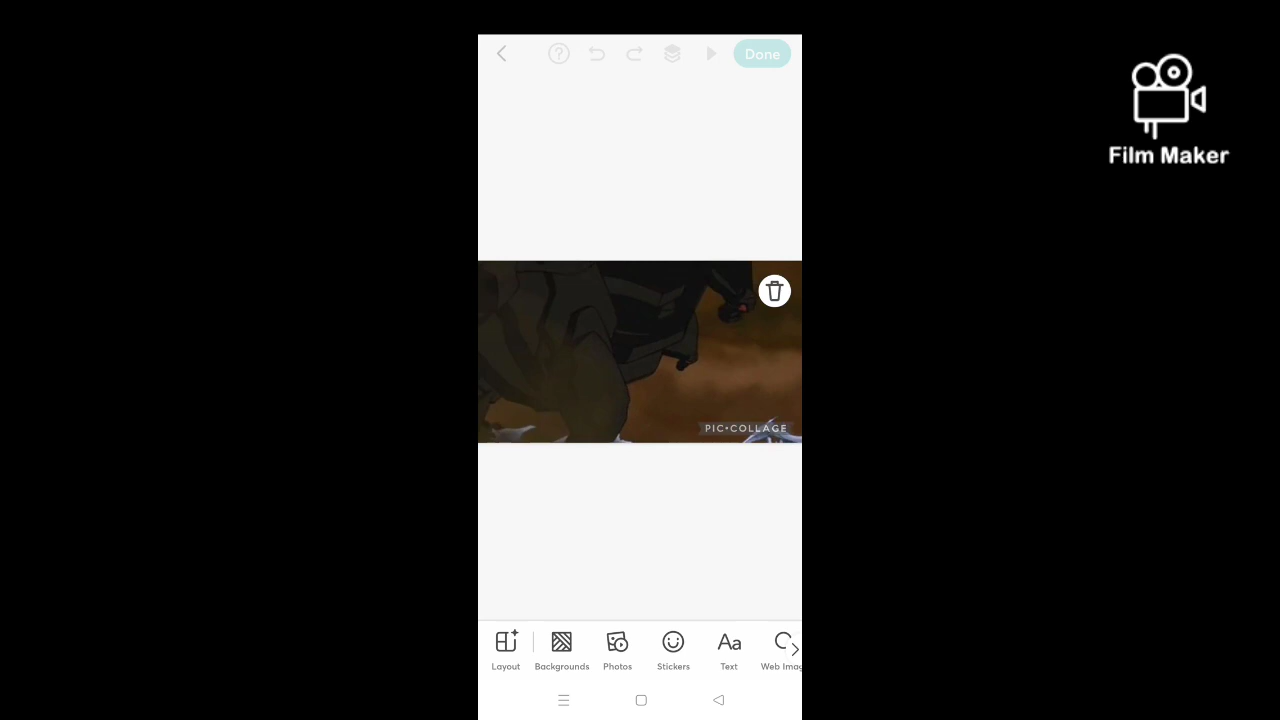 Done
Film Maker
PIC•COLLAGE
Layout
Backgrounds
Photos
Stickers
Aa
Text
Web Imag